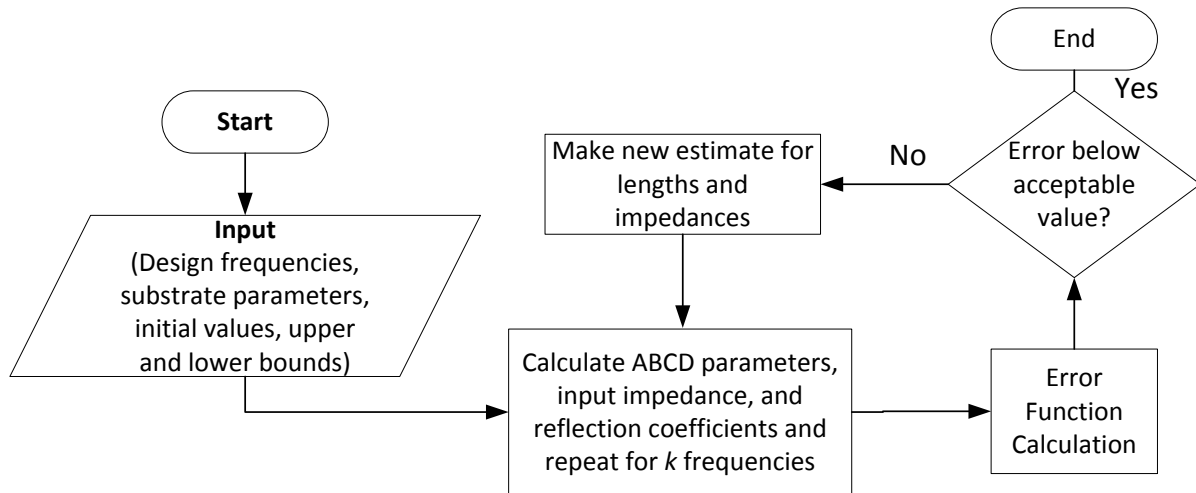 Start
Input
(Design frequencies,
substrate parameters,
initial values, upper
and lower bounds)
Calculate ABCD parameters,
input impedance, and
reflection coefficients and
repeat for k frequencies
Error
Function
Calculation
Error below
acceptable
value?
No
Make new estimate for
lengths and
impedances
Yes
End